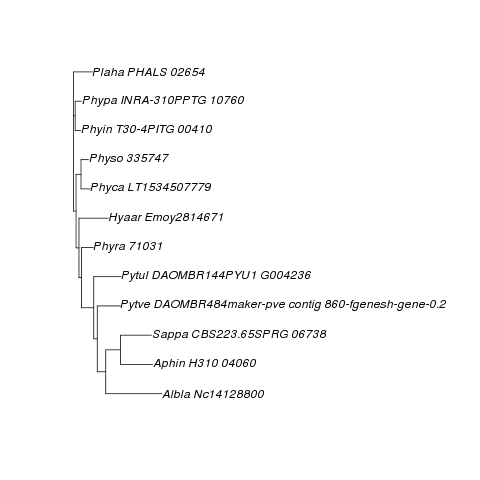 Plaha PHALS 02654
Phypa INRA-310PPTG 10760
Phyin T30-4PITG 00410
Physo 335747
Phyca LT1534507779
Hyaar Emoy2814671
Phyra 71031
Pytul DAOMBR144PYU1 G004236
Pytve DAOMBR484maker-pve contig 860-fgenesh-gene-0.2
Sappa CBS223.65SPRG 06738
Aphin H310 04060
Albla Nc14128800